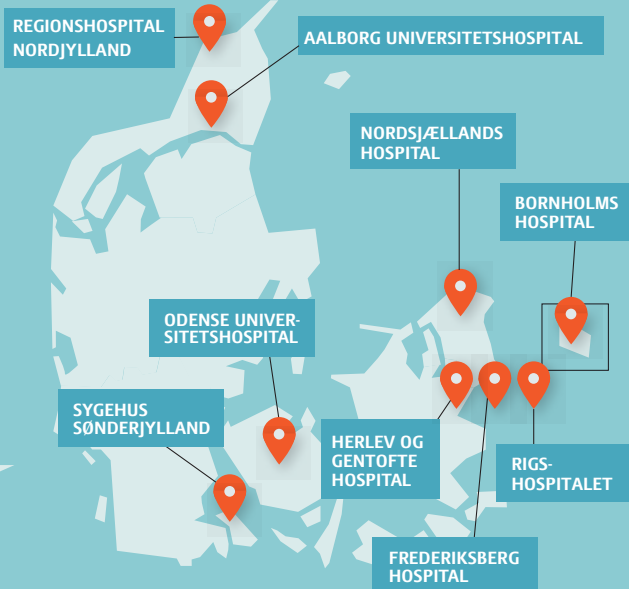 REGIONSHOSPITAL
NORDJYLLAND
AALBORG UNIVERSITETSHOSPITAL
NORDSJÆLLANDS
HOSPITAL
BORNHOLMS
HOSPITAL
ODENSE UNIVER-
SITETSHOSPITAL
SYGEHUS
SØNDERJYLLAND
HERLEV OG
GENTOFTE
HOSPITAL
RIGS-
HOSPITALET
FREDERIKSBERG
HOSPITAL